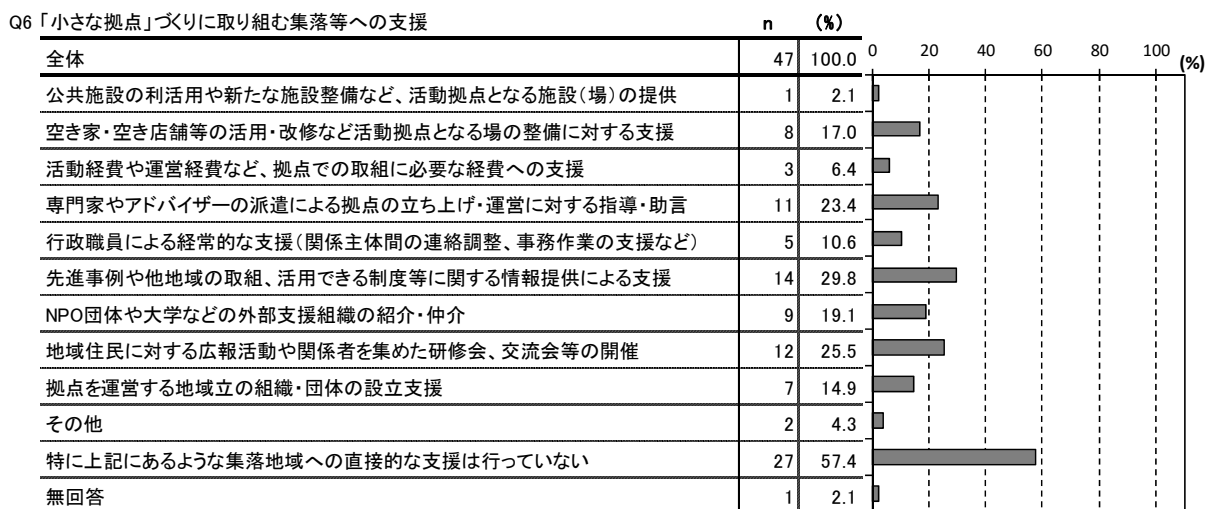 Q6 「小さな拠点」づくりに取り組む集落等への支援 n (%)
全体 47 100.0 0 20 40 60 80 100 (%)
公共施設の利活用や新たな施設整備など、活動拠点となる施設(場)の提供 1 2.1
空き家・空き店舗等の活用・改修など活動拠点となる場の整備に対する支援 8 17.0
活動経費や運営経費など、拠点での取組に必要な経費への支援 3 6.4
専門家やアドバイザーの派遣による拠点の立ち上げ・運営に対する指導・助言 11 23.4
行政職員による経常的な支援(関係主体間の連絡調整、事務作業の支援など) 5 10.6
先進事例や他地域の取組、活用できる制度等に関する情報提供による支援 14 29.8
NPO団体や大学などの外部支援組織の紹介・仲介 9 19.1
地域住民に対する広報活動や関係者を集めた研修会、交流会等の開催 12 25.5
拠点を運営する地域立の組織・団体の設立支援 7 14.9
その他 2 4.3
特に上記にあるような集落地域への直接的な支援は行っていない 27 57.4
無回答 1 2.1